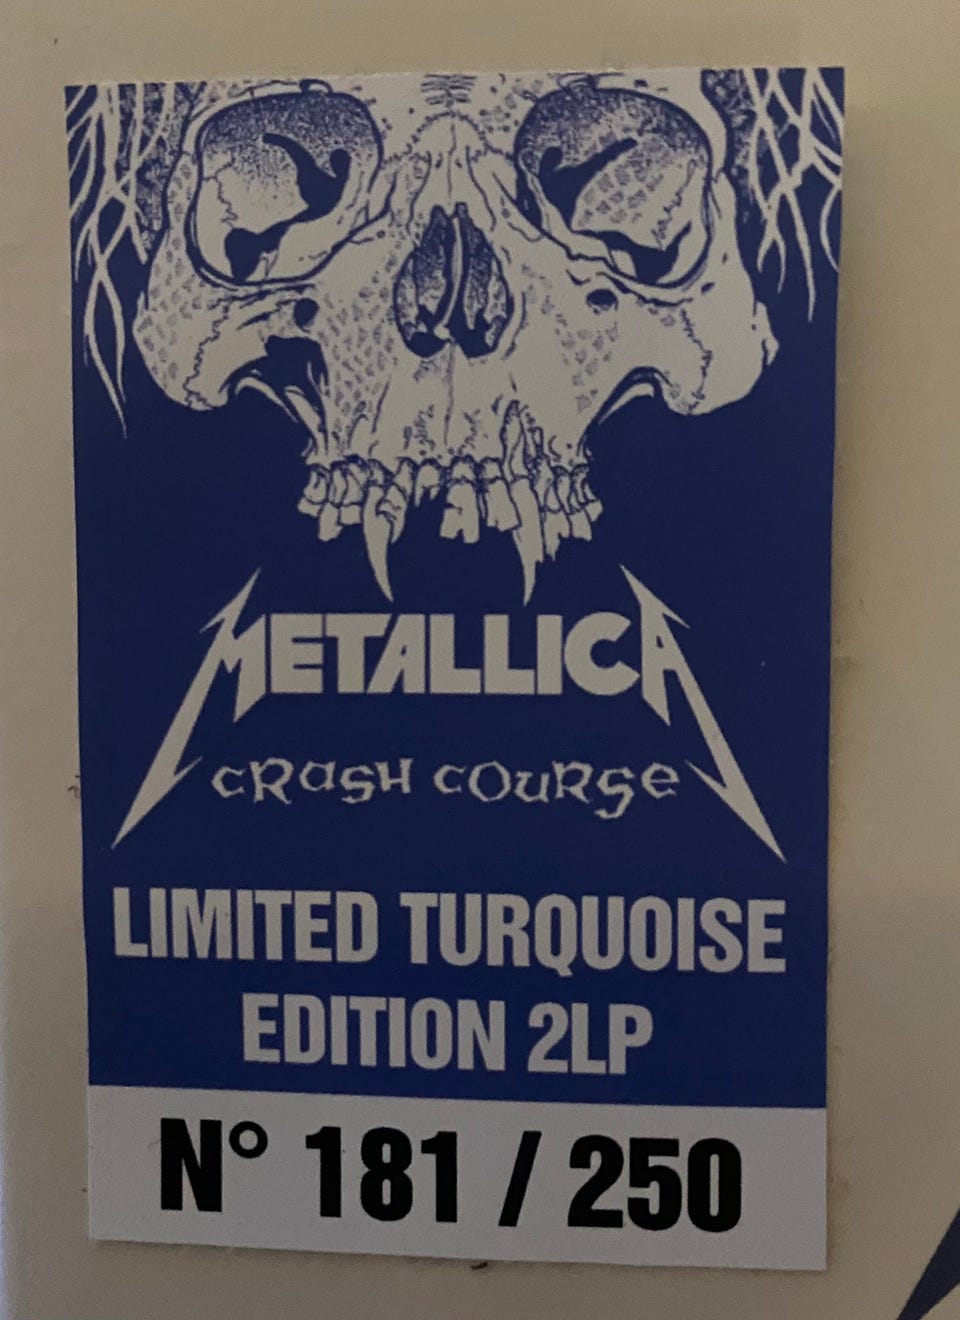 METALLICA
CRaSH COURSe
LIMITED TURQUOISE
EDITION 2LP
N° 181 / 250